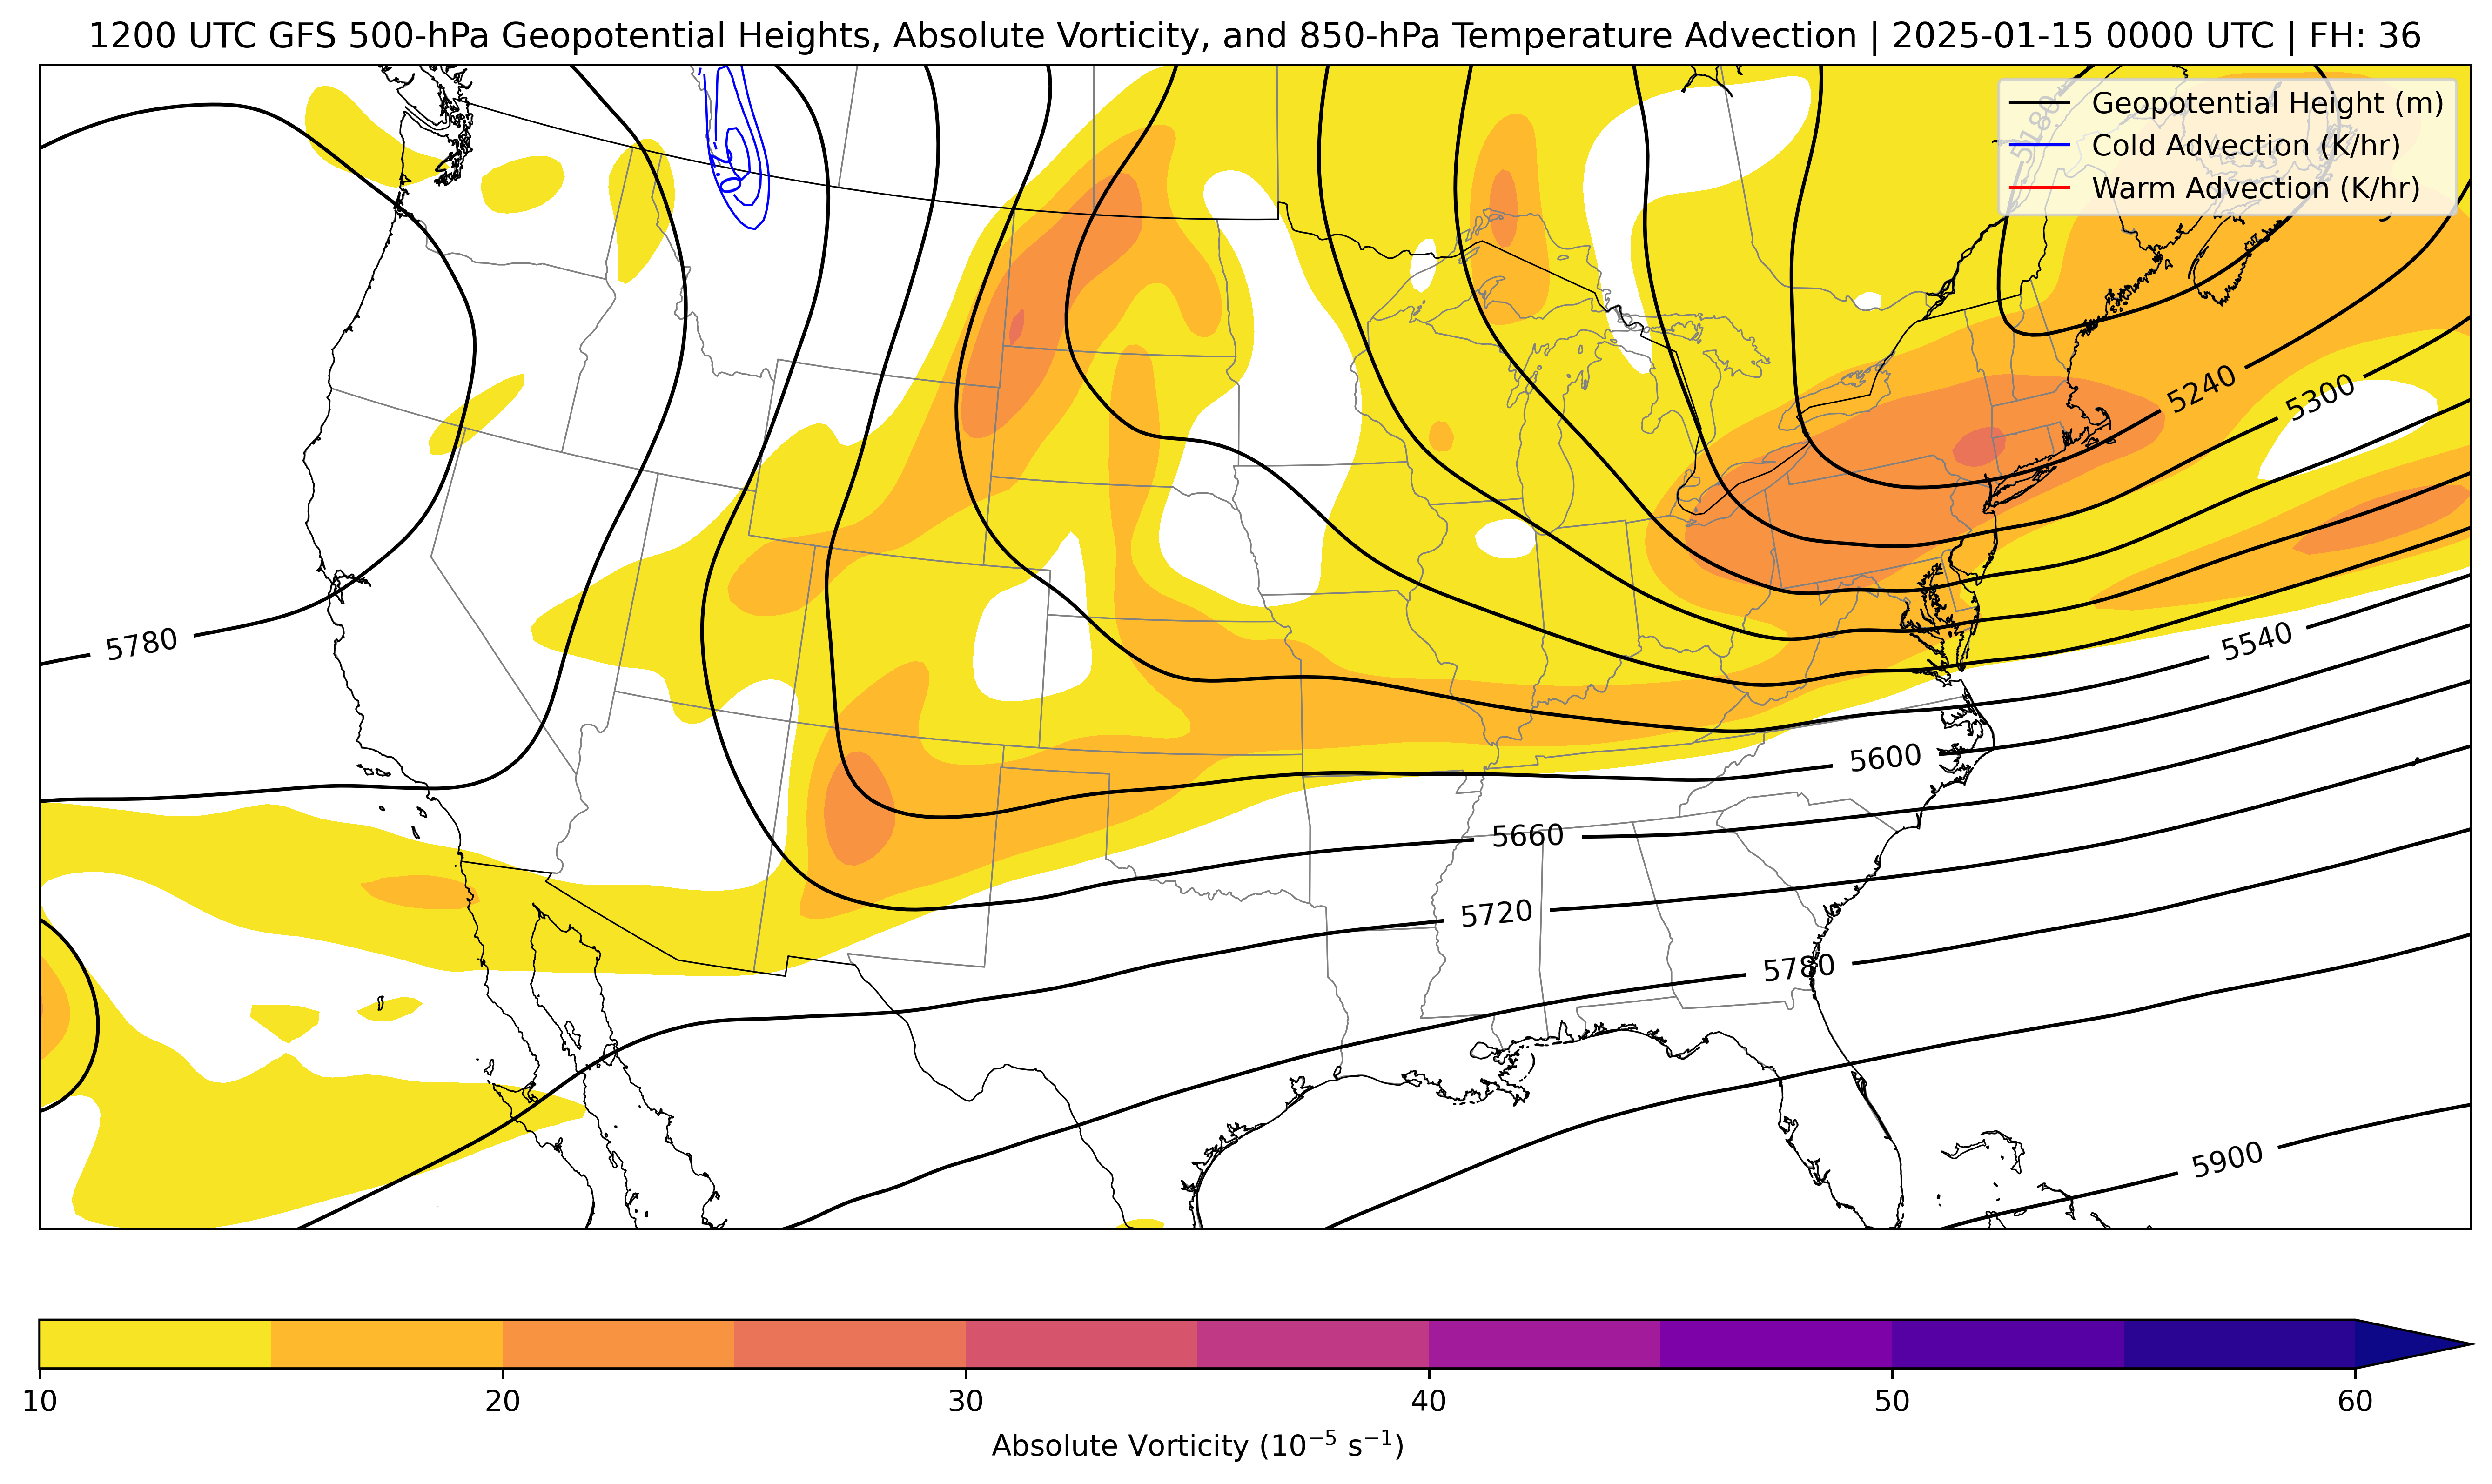 1200 UTC GFS 500-hPa Geopotential Heights, Absolute Vorticity, and 850-hPa Temperature Advection | 2025-01-15 0000 UTC | FH: 36
Geopotential Height (m)
Cold Advection (K/hr)
Warm Advection (K/hr)
5180
-2.0
5240
5300
5780
5540
5600
5660
5720
5780
5900
10 20 30 40 50 60
Absolute Vorticity (10⁻⁵ s⁻¹)